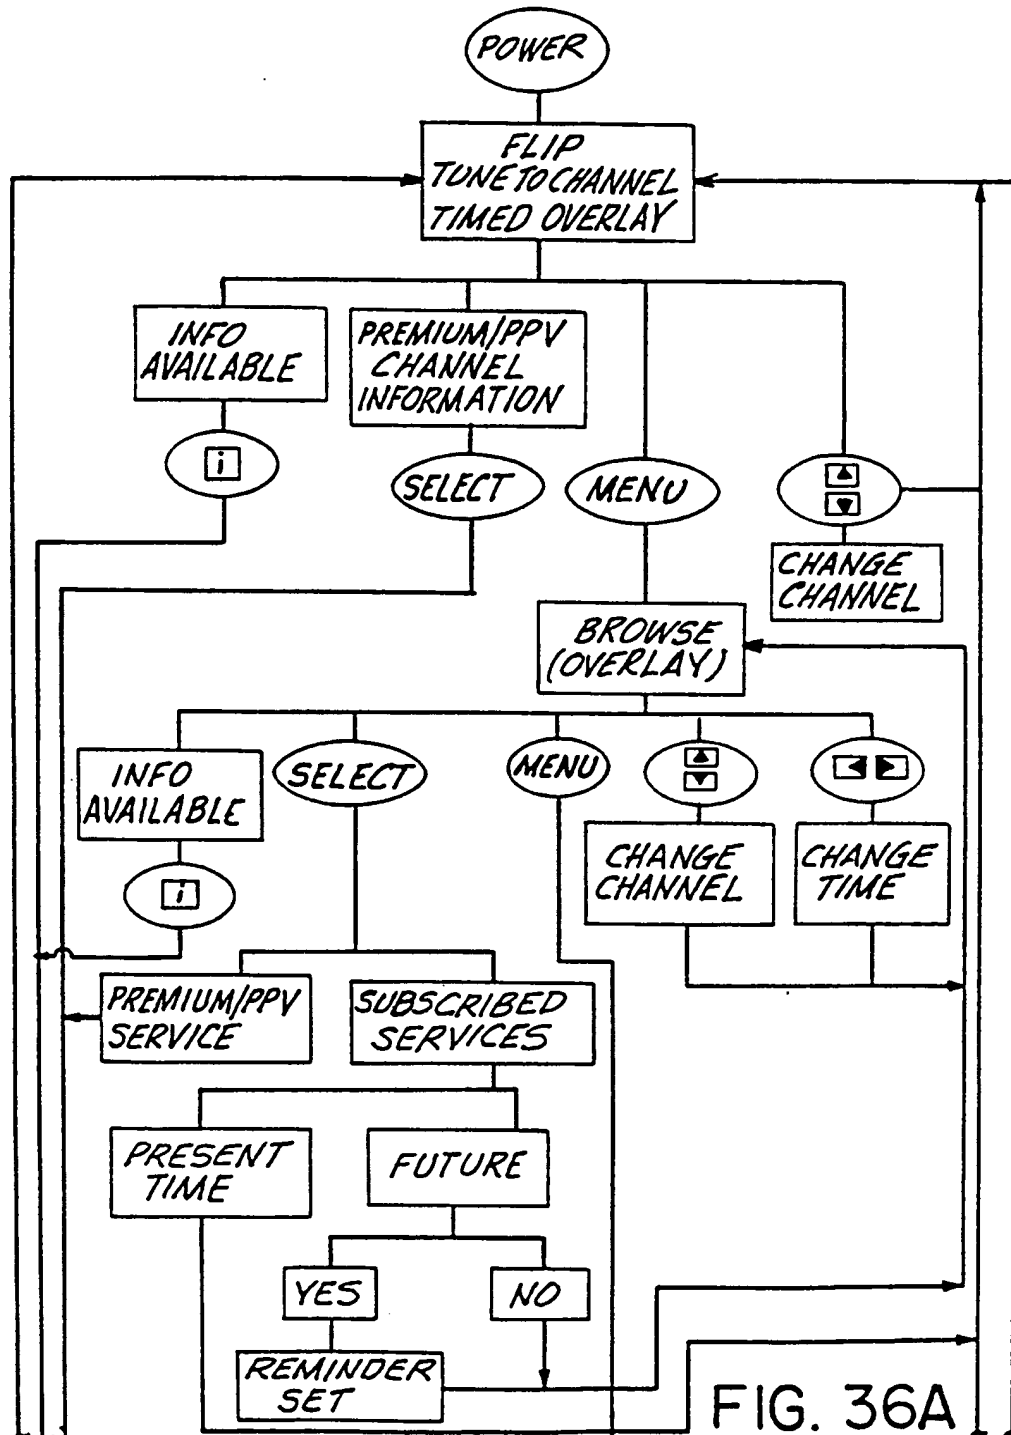 POWER
FLIP
TUNE TO CHANNEL
TIMED OVERLAY
INFO
AVAILABLE
PREMIUM/PPV
CHANNEL
INFORMATION
i
SELECT
MENU
CHANGE
CHANNEL
BROWSE
(OVERLAY)
INFO
AVAILABLE
SELECT
MENU
i
CHANGE
CHANNEL
CHANGE
TIME
PREMIUM/PPV
SERVICE
SUBSCRIBED
SERVICES
PRESENT
TIME
FUTURE
YES
NO
REMINDER
SET
FIG. 36A